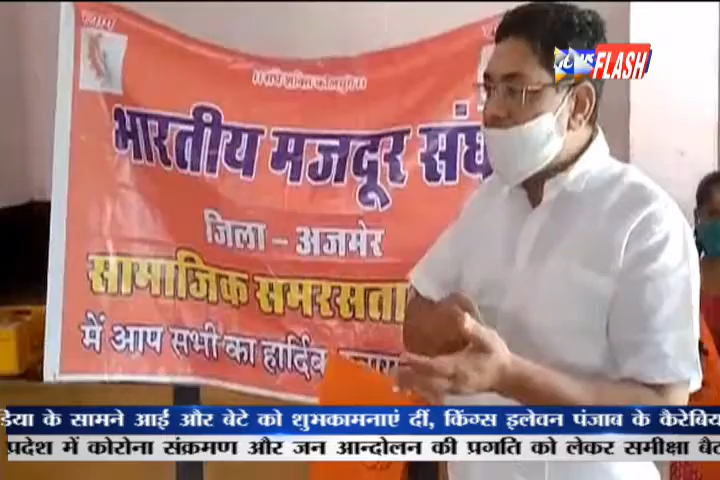 FLASH
भारतीय मजदूर संघ
जिला - अजमेर
सामाजिक समरसता
में आप सभी का हार्दिक
डिया के सामने आई और बेटे को शुभकामनाएं दीं, किंग्स इलेवन पंजाब के कैरेबिय
प्रदेश में कोरोना संक्रमण और जन आन्दोलन की प्रगति को लेकर समीक्षा बैठ